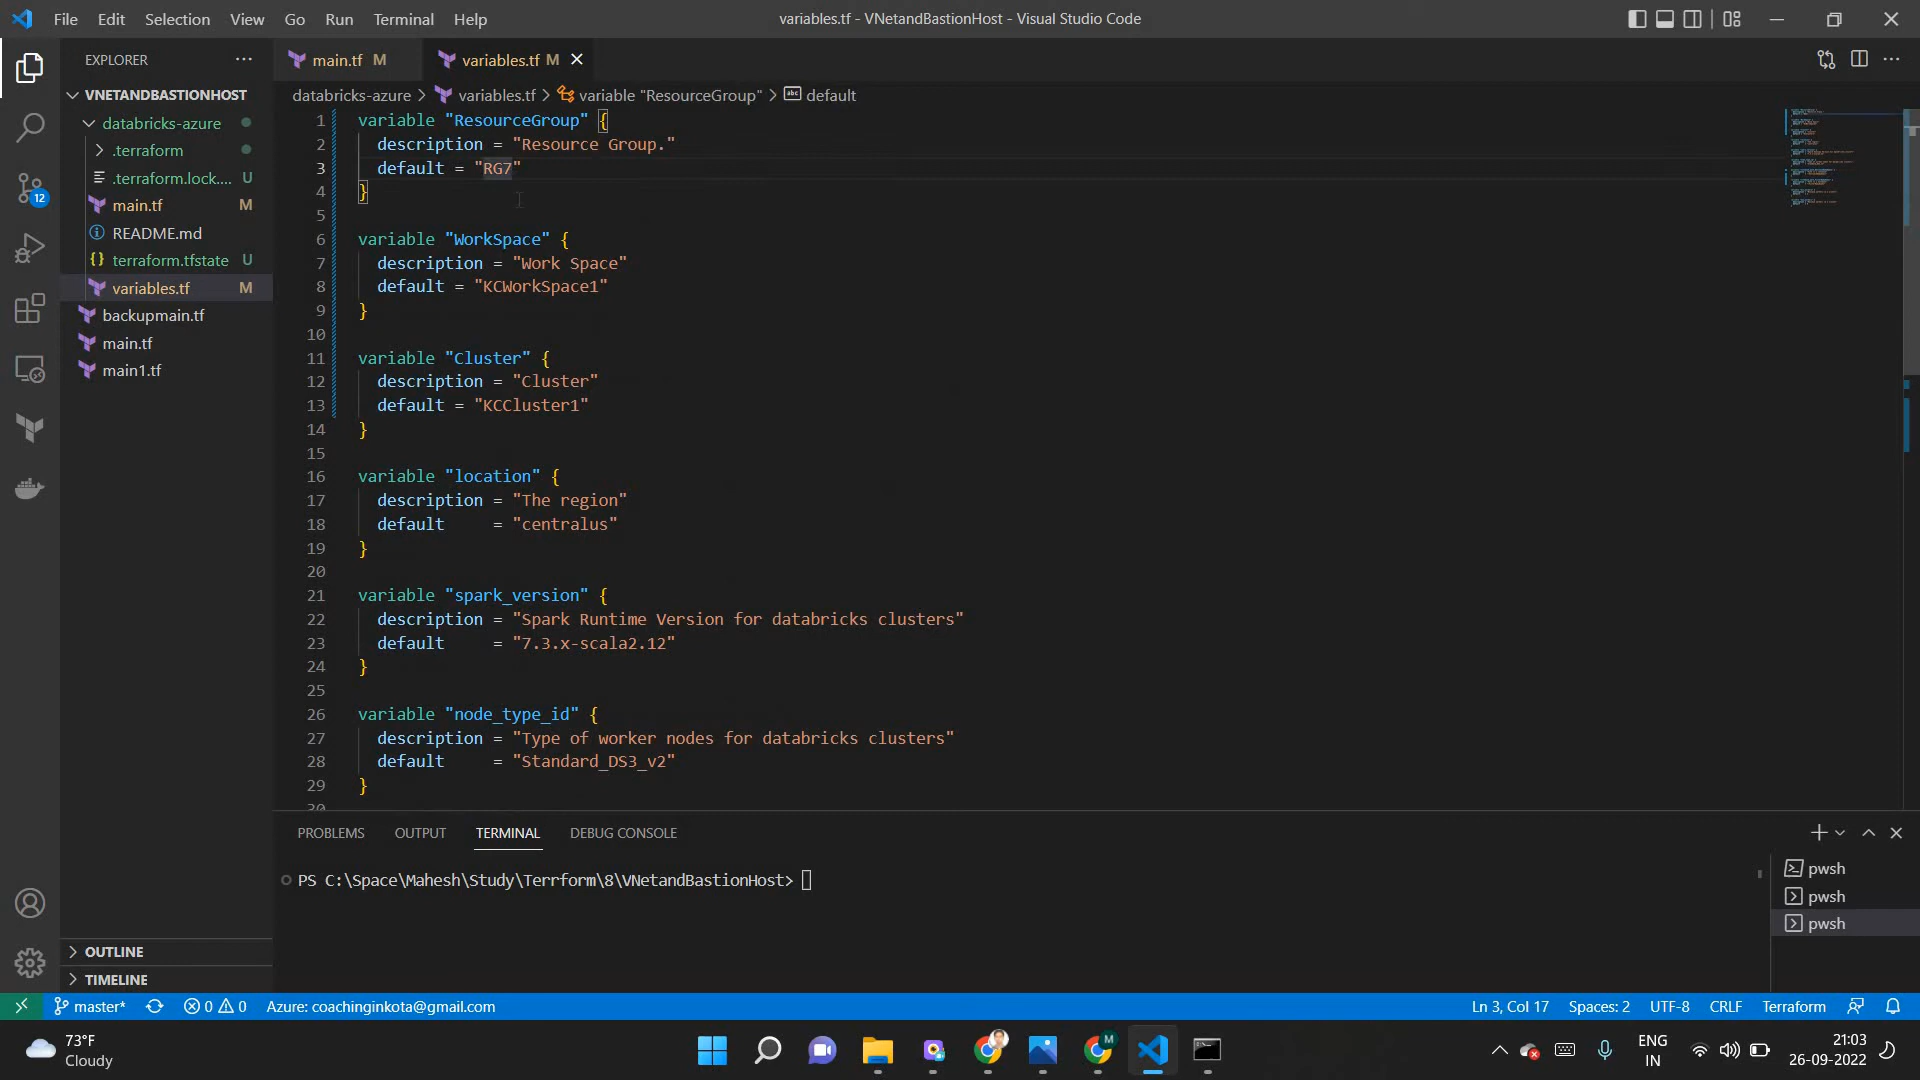 File Edit Selection View Go Run Terminal Help
variables.tf - VNetandBastionHost - Visual Studio Code
EXPLORER
VNETANDBASTIONHOST
databricks-azure
.terraform
.terraform.lock.... U
main.tf M
README.md
terraform.tfstate U
variables.tf M
backupmain.tf
main.tf
main1.tf
OUTLINE
TIMELINE
12
main.tf M
variables.tf M
databricks-azure > variables.tf > variable "ResourceGroup" > default
1 variable "ResourceGroup" {
2 description = "Resource Group."
3 default = "RG7"
4 }
5
6 variable "WorkSpace" {
7 description = "Work Space"
8 default = "KCWorkSpace1"
9 }
10
11 variable "Cluster" {
12 description = "Cluster"
13 default = "KCCluster1"
14 }
15
16 variable "location" {
17 description = "The region"
18 default     = "centralus"
19 }
20
21 variable "spark_version" {
22 description = "Spark Runtime Version for databricks clusters"
23 default     = "7.3.x-scala2.12"
24 }
25
26 variable "node_type_id" {
27 description = "Type of worker nodes for databricks clusters"
28 default     = "Standard_DS3_v2"
29 }
30
PROBLEMS OUTPUT TERMINAL DEBUG CONSOLE
PS C:\Space\Mahesh\Study\Terrform\8\VNetandBastionHost>
pwsh
pwsh
pwsh
master* 0 0 Azure: coachinginkota@gmail.com
Ln 3, Col 17 Spaces: 2 UTF-8 CRLF Terraform
73°F
Cloudy
M
ENG
IN
21:03
26-09-2022